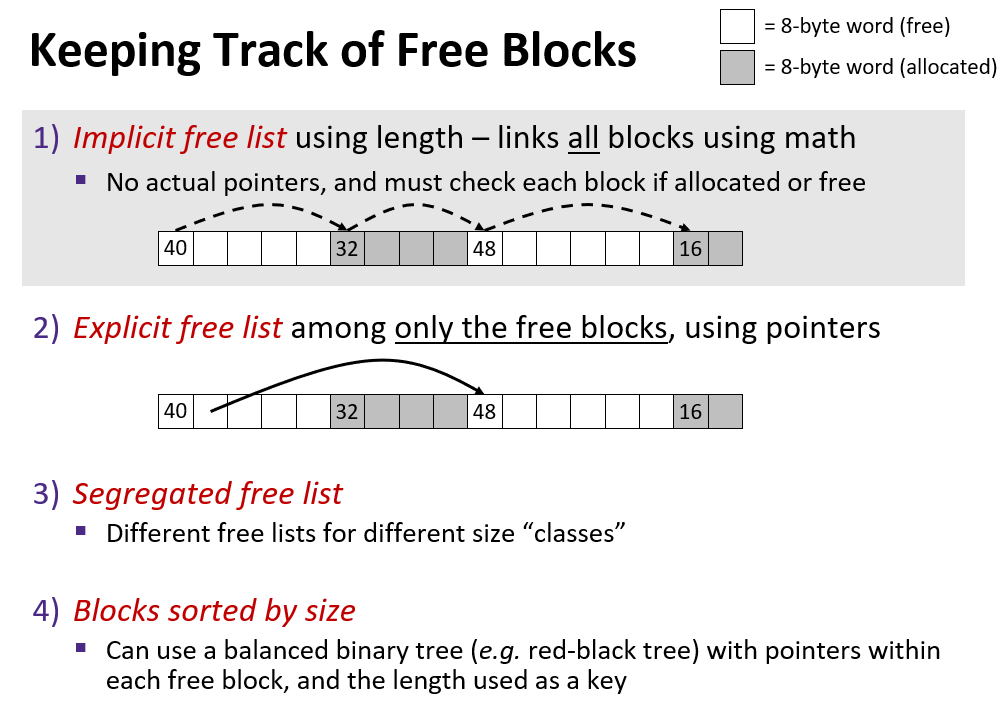 Keeping Track of Free Blocks
= 8-byte word (free)
= 8-byte word (allocated)
1) Implicit free list using length – links all blocks using math
▪ No actual pointers, and must check each block if allocated or free
40 32 48 16
2) Explicit free list among only the free blocks, using pointers
40 32 48 16
3) Segregated free list
▪ Different free lists for different size “classes”
4) Blocks sorted by size
▪ Can use a balanced binary tree (e.g. red-black tree) with pointers within
each free block, and the length used as a key